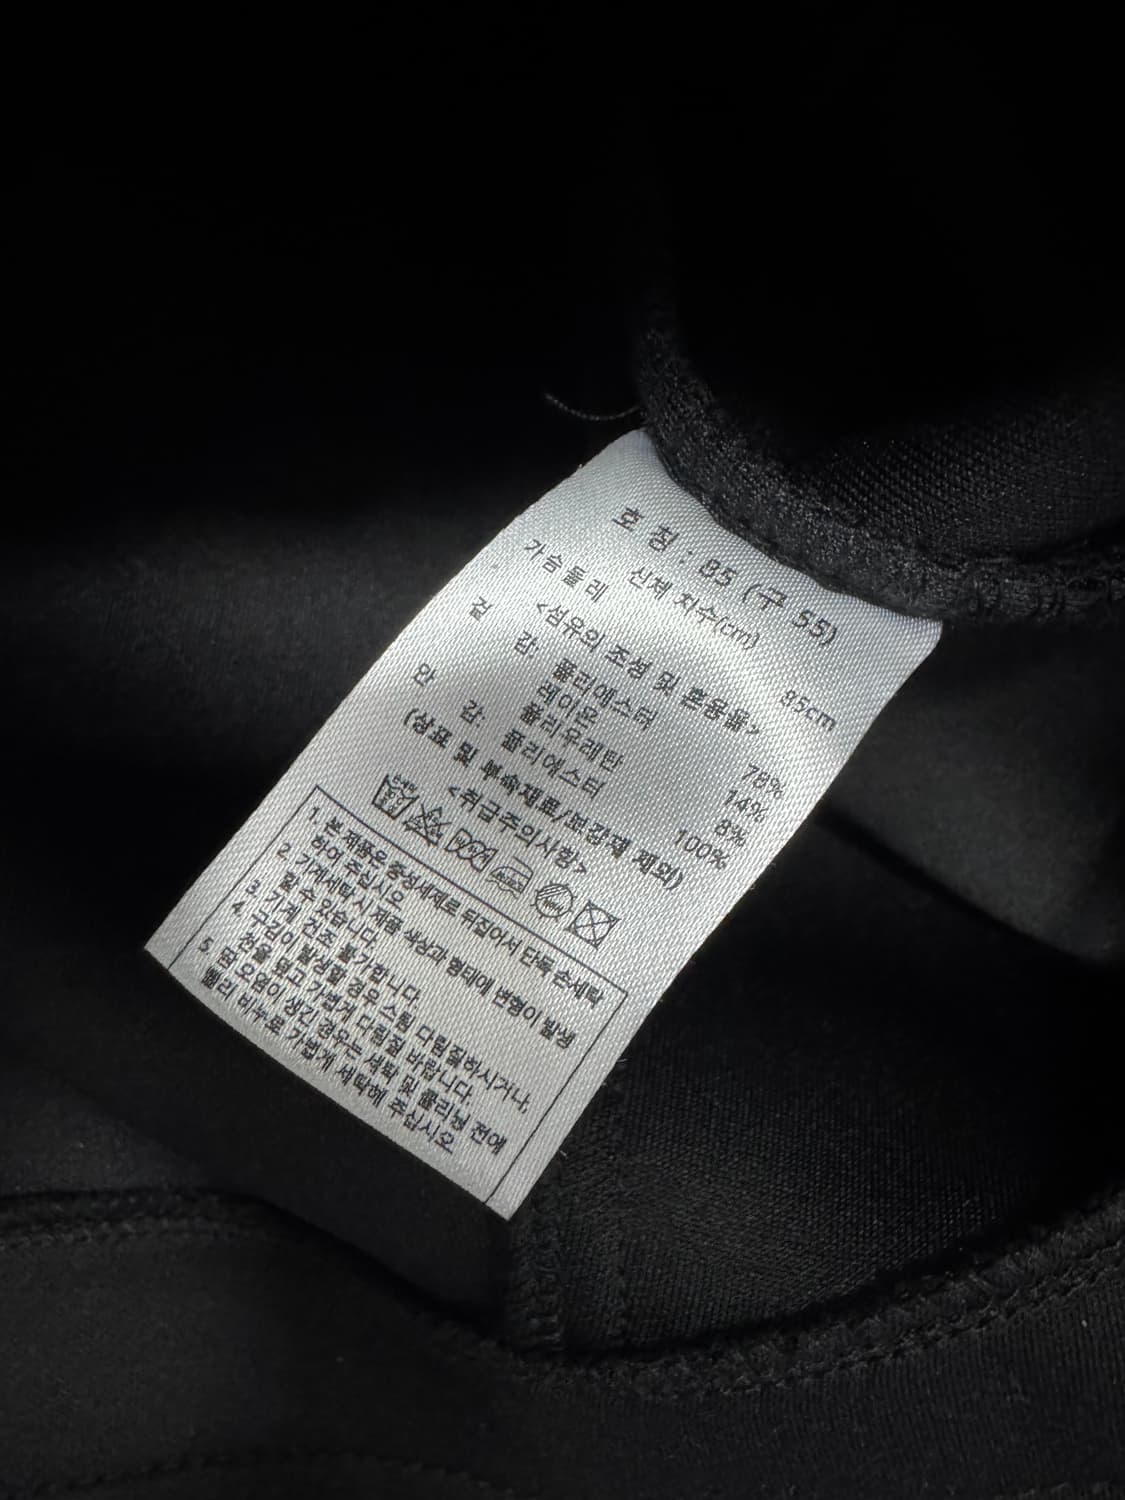 호 칭 : 85 (구 55)
신체 치수(cm)
가슴둘레 85cm
<섬유의 조성 및 혼용률>
겉 감: 폴리에스터 78%
레이온 14%
폴리우레탄 8%
안 감: 폴리에스터 100%
(상표 및 부속재료/보강재 제외)
<취급주의사항>
1. 본 제품은 중성세제로 뒤집어서 단독 손세탁
하여 주십시오
2. 기계세탁시 제품 색상과 형태에 변형이 발생
할 수 있습니다.
3. 기계 건조 불가합니다.
4. 구김이 발생할 경우 스팀 다림질하시거나,
천을 덮고 가볍게 다림질 바랍니다.
5. 땀 오염이 생긴 경우는 세탁 및 클리닝 전에
빨리 비누로 가볍게 세탁해 주십시오